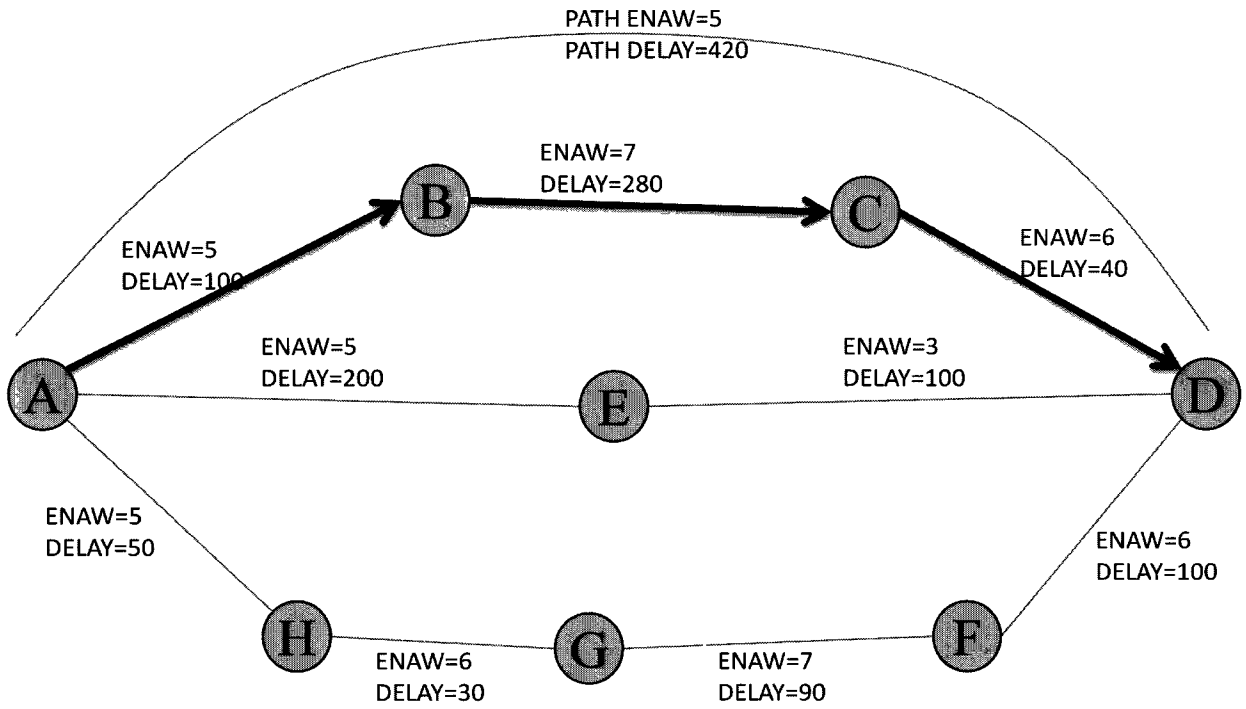 PATH ENAW=5
PATH DELAY=420
ENAW=7
DELAY=280
B
C
ENAW=5
DELAY=100
ENAW=6
DELAY=40
ENAW=5
DELAY=200
ENAW=3
DELAY=100
A
E
D
ENAW=5
DELAY=50
ENAW=6
DELAY=100
H
G
F
ENAW=6
DELAY=30
ENAW=7
DELAY=90